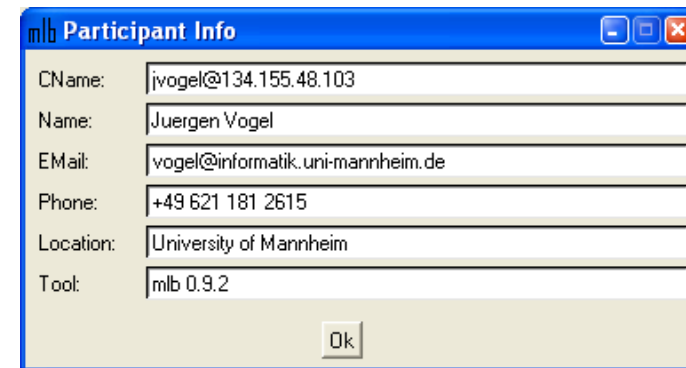 mlb Participant Info
CName: jvogel@134.155.48.103
Name: Juergen Vogel
EMail: vogel@informatik.uni-mannheim.de
Phone: +49 621 181 2615
Location: University of Mannheim
Tool: mlb 0.9.2
Ok